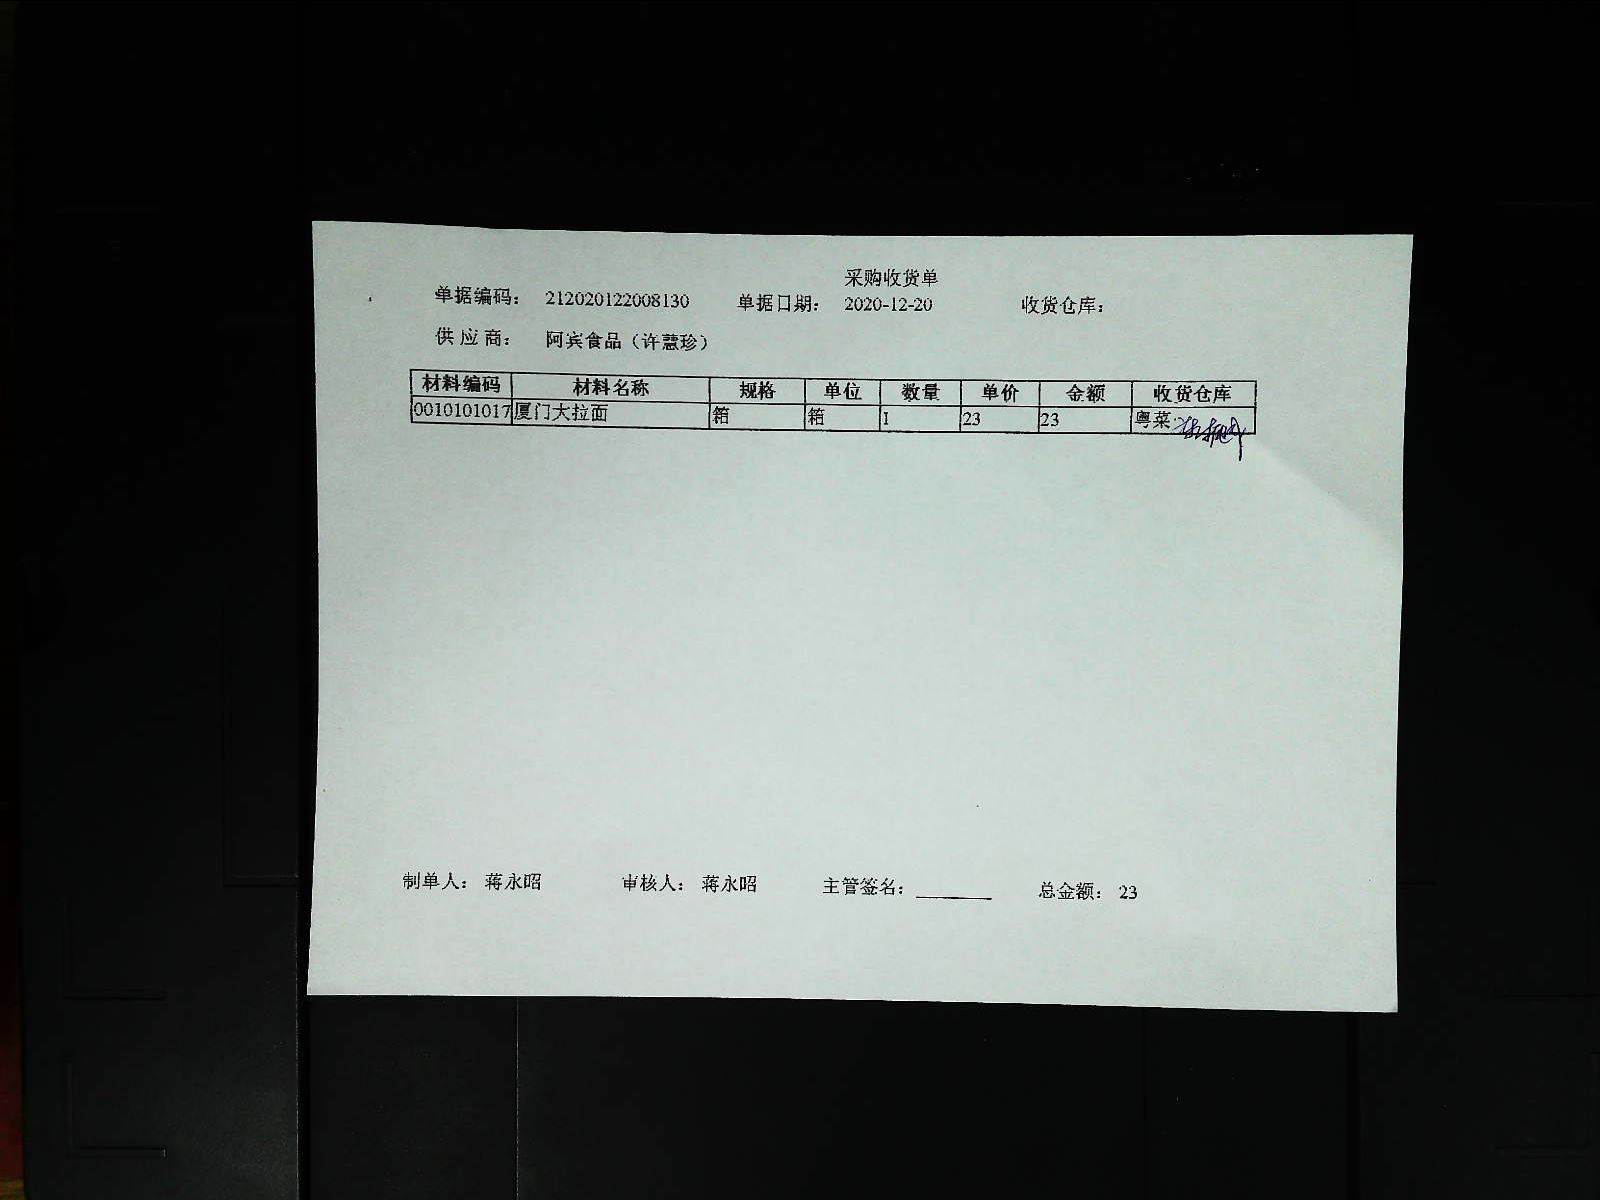 采购收货单
单据编码： 212020122008130 单据日期： 2020-12-20 收货仓库：
供 应 商： 阿宾食品（许慧珍）
材料编码 材料名称 规格 单位 数量 单价 金额 收货仓库
0010101017 厦门大拉面 箱 箱 1 23 23 粤菜
制单人： 蒋永昭 审核人： 蒋永昭 主管签名： 总金额： 23